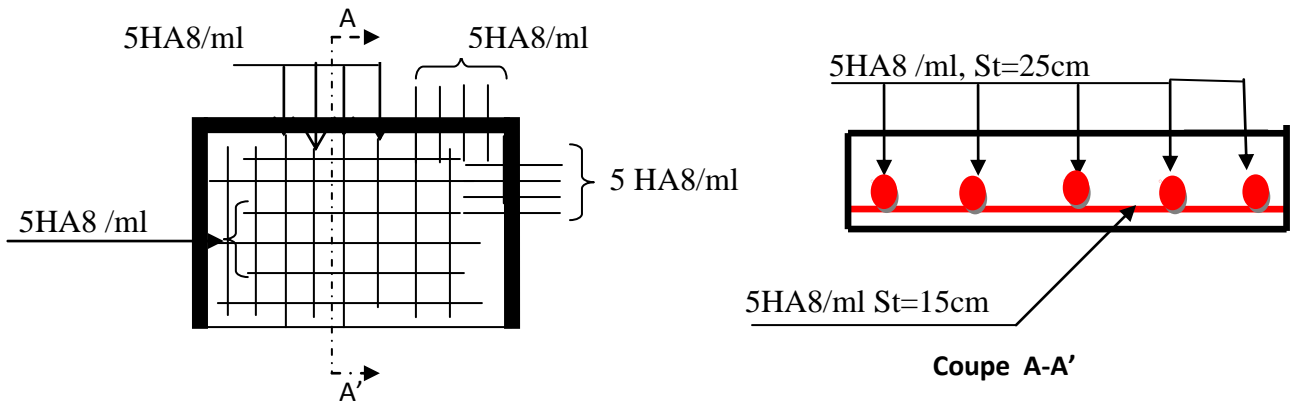 A
5HA8/ml
5HA8/ml
5 HA8/ml
5HA8 /ml
A’
5HA8 /ml, St=25cm
5HA8/ml St=15cm
Coupe A-A’